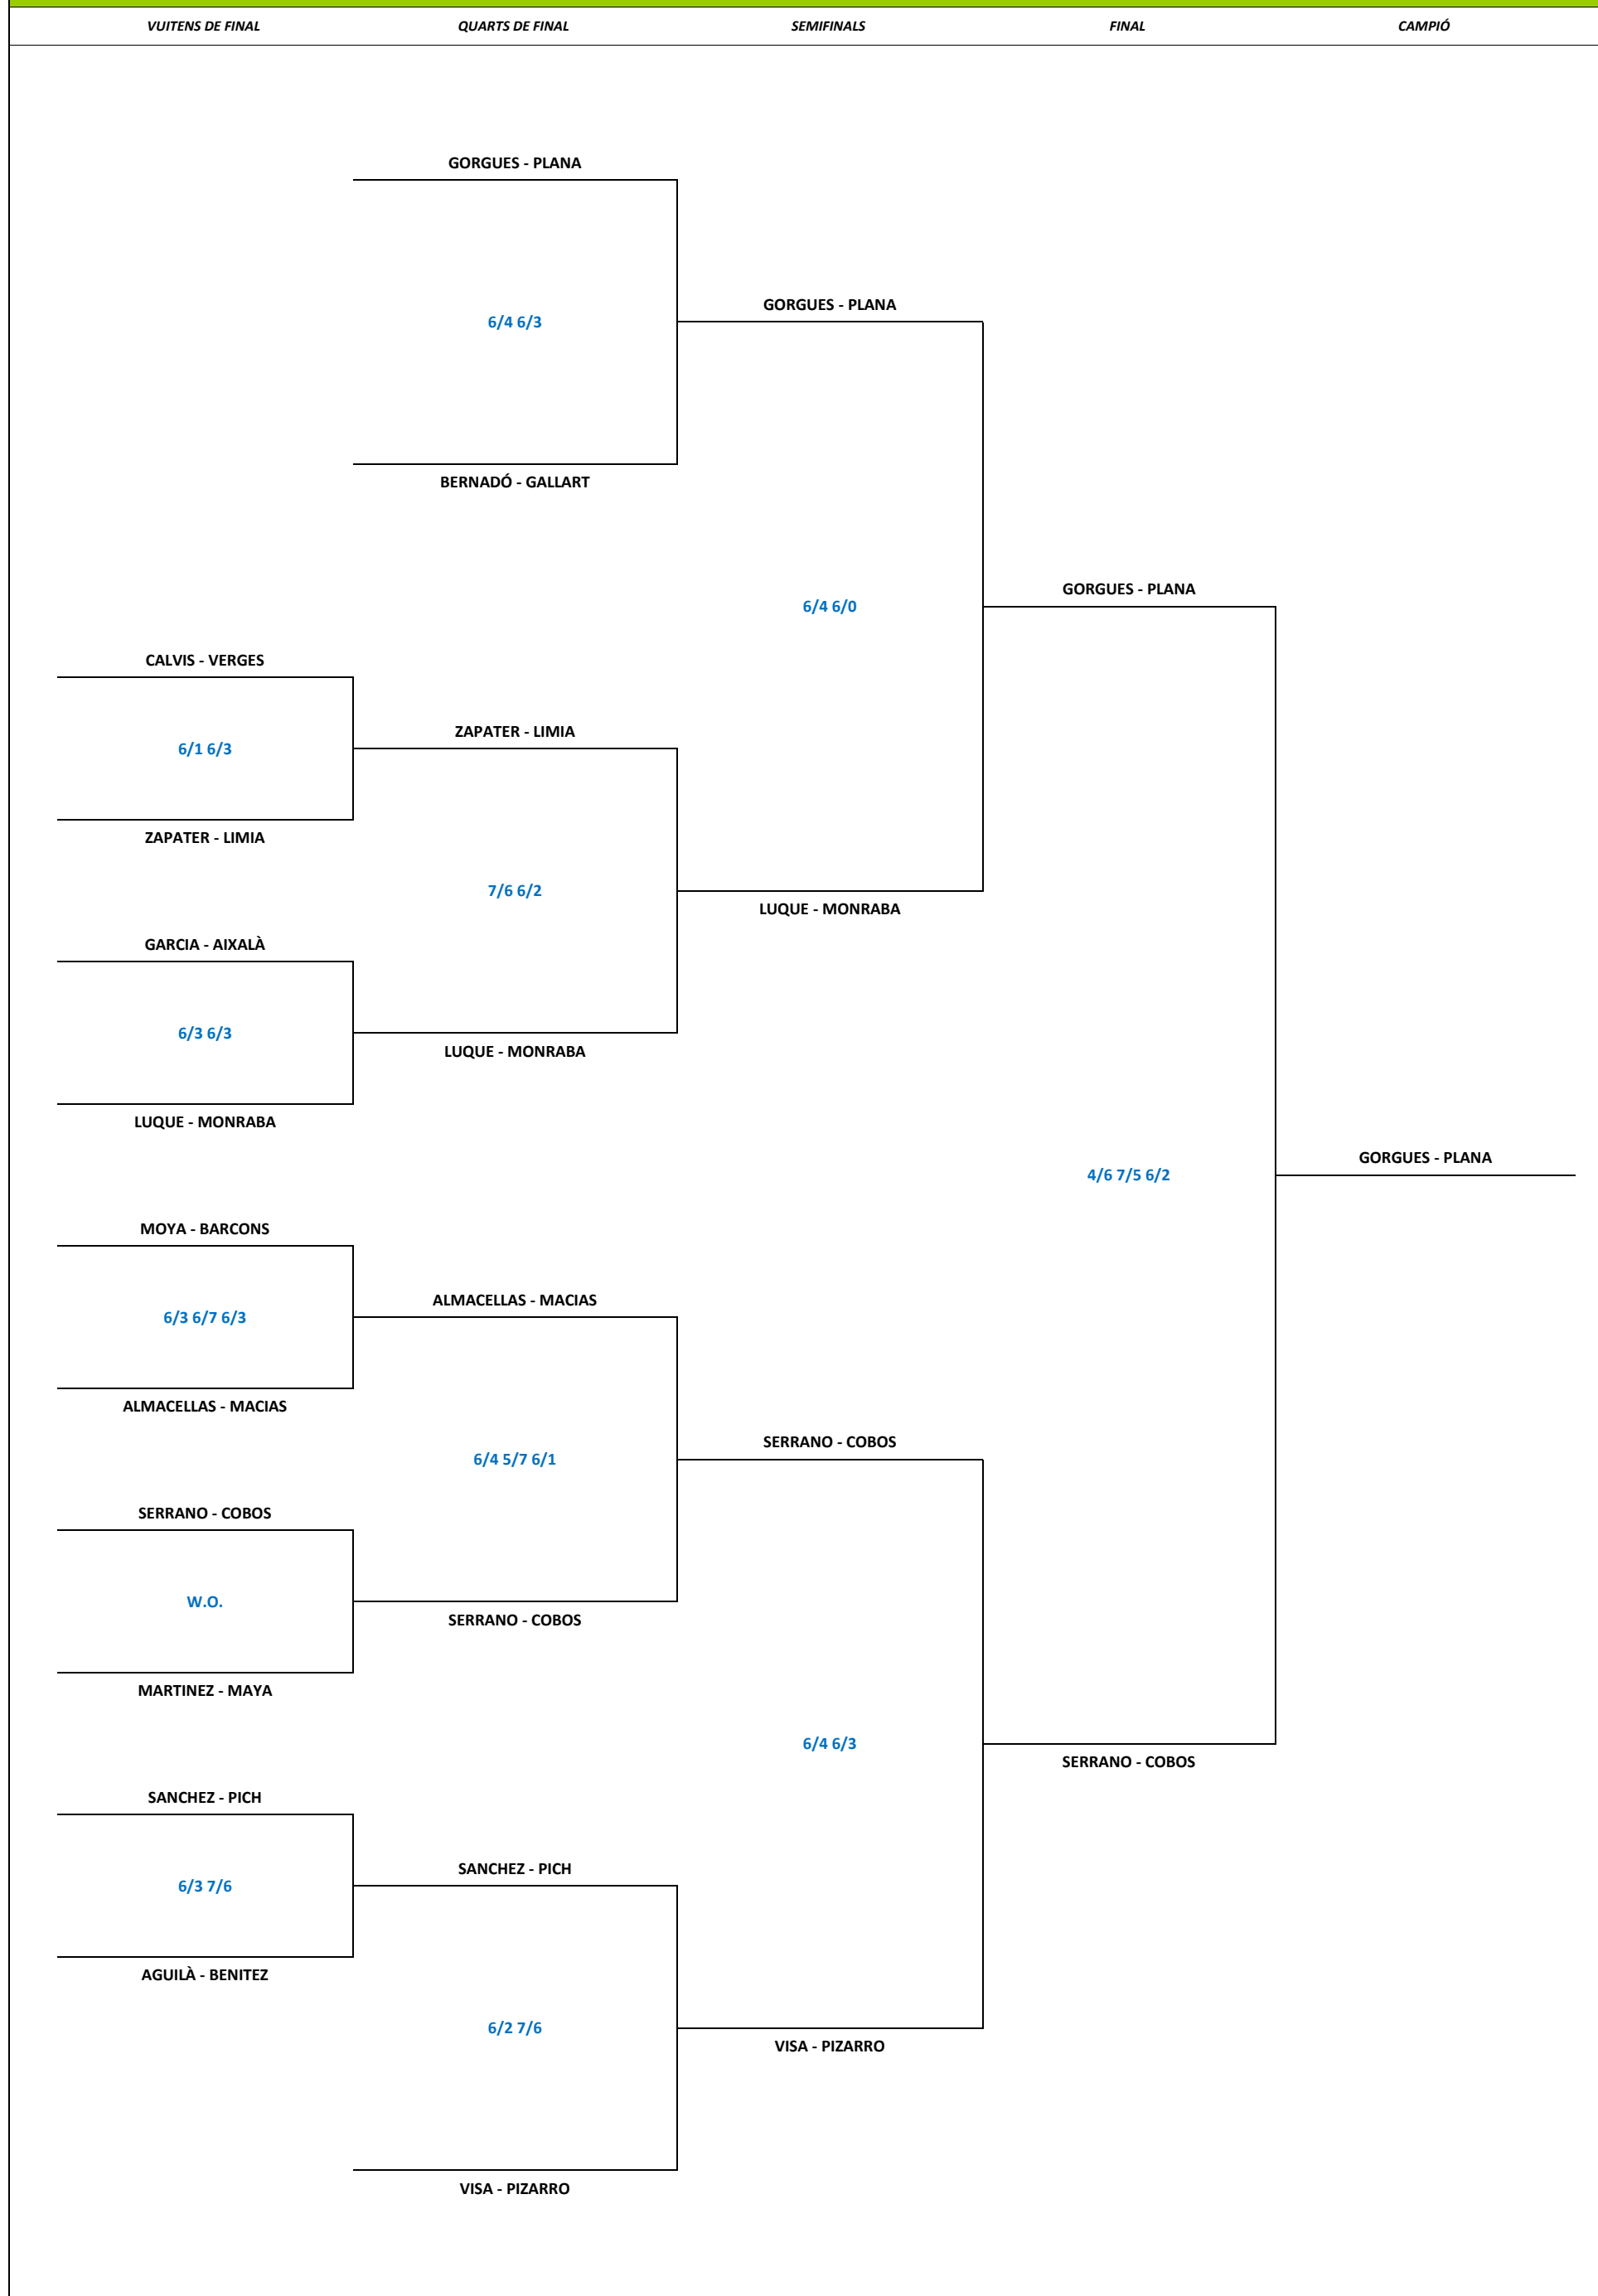 VUITENS DE FINAL QUARTS DE FINAL SEMIFINALS FINAL CAMPIÓ
GORGUES - PLANA
GORGUES - PLANA
6/4 6/3
BERNADÓ - GALLART
GORGUES - PLANA
6/4 6/0
CALVIS - VERGES
ZAPATER - LIMIA
6/1 6/3
ZAPATER - LIMIA
7/6 6/2
LUQUE - MONRABA
GARCIA - AIXALÀ
6/3 6/3
LUQUE - MONRABA
LUQUE - MONRABA
GORGUES - PLANA
4/6 7/5 6/2
MOYA - BARCONS
ALMACELLAS - MACIAS
6/3 6/7 6/3
ALMACELLAS - MACIAS
SERRANO - COBOS
6/4 5/7 6/1
SERRANO - COBOS
W.O.
SERRANO - COBOS
MARTINEZ - MAYA
6/4 6/3
SERRANO - COBOS
SANCHEZ - PICH
SANCHEZ - PICH
6/3 7/6
AGUILÀ - BENITEZ
6/2 7/6
VISA - PIZARRO
VISA - PIZARRO